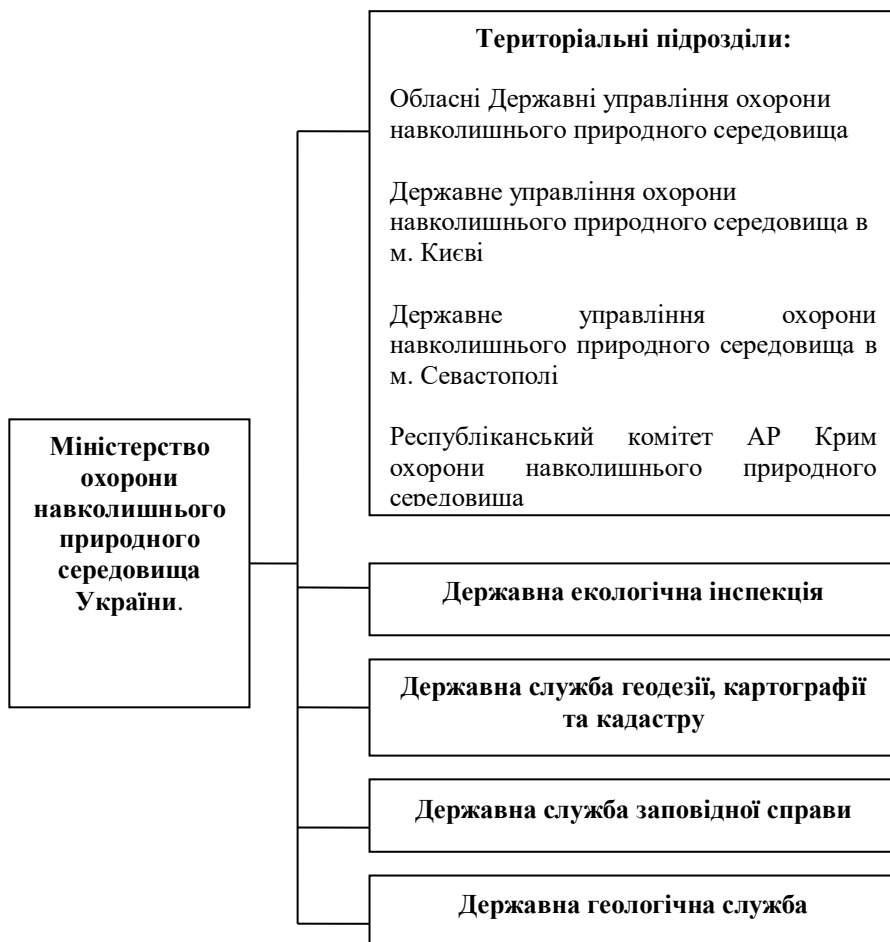 Територіальні підрозділи:
Обласні Державні управління охорони
навколишнього природного середовища
Державне управління охорони
навколишнього природного середовища в
м. Києві
Державне управління охорони
навколишнього природного середовища в
м. Севастополі
Республіканський комітет АР Крим
охорони навколишнього природного
середовища
Міністерство
охорони
навколишнього
природного
середовища
України.
Державна екологічна інспекція
Державна служба геодезії, картографії
та кадастру
Державна служба заповідної справи
Державна геологічна служба